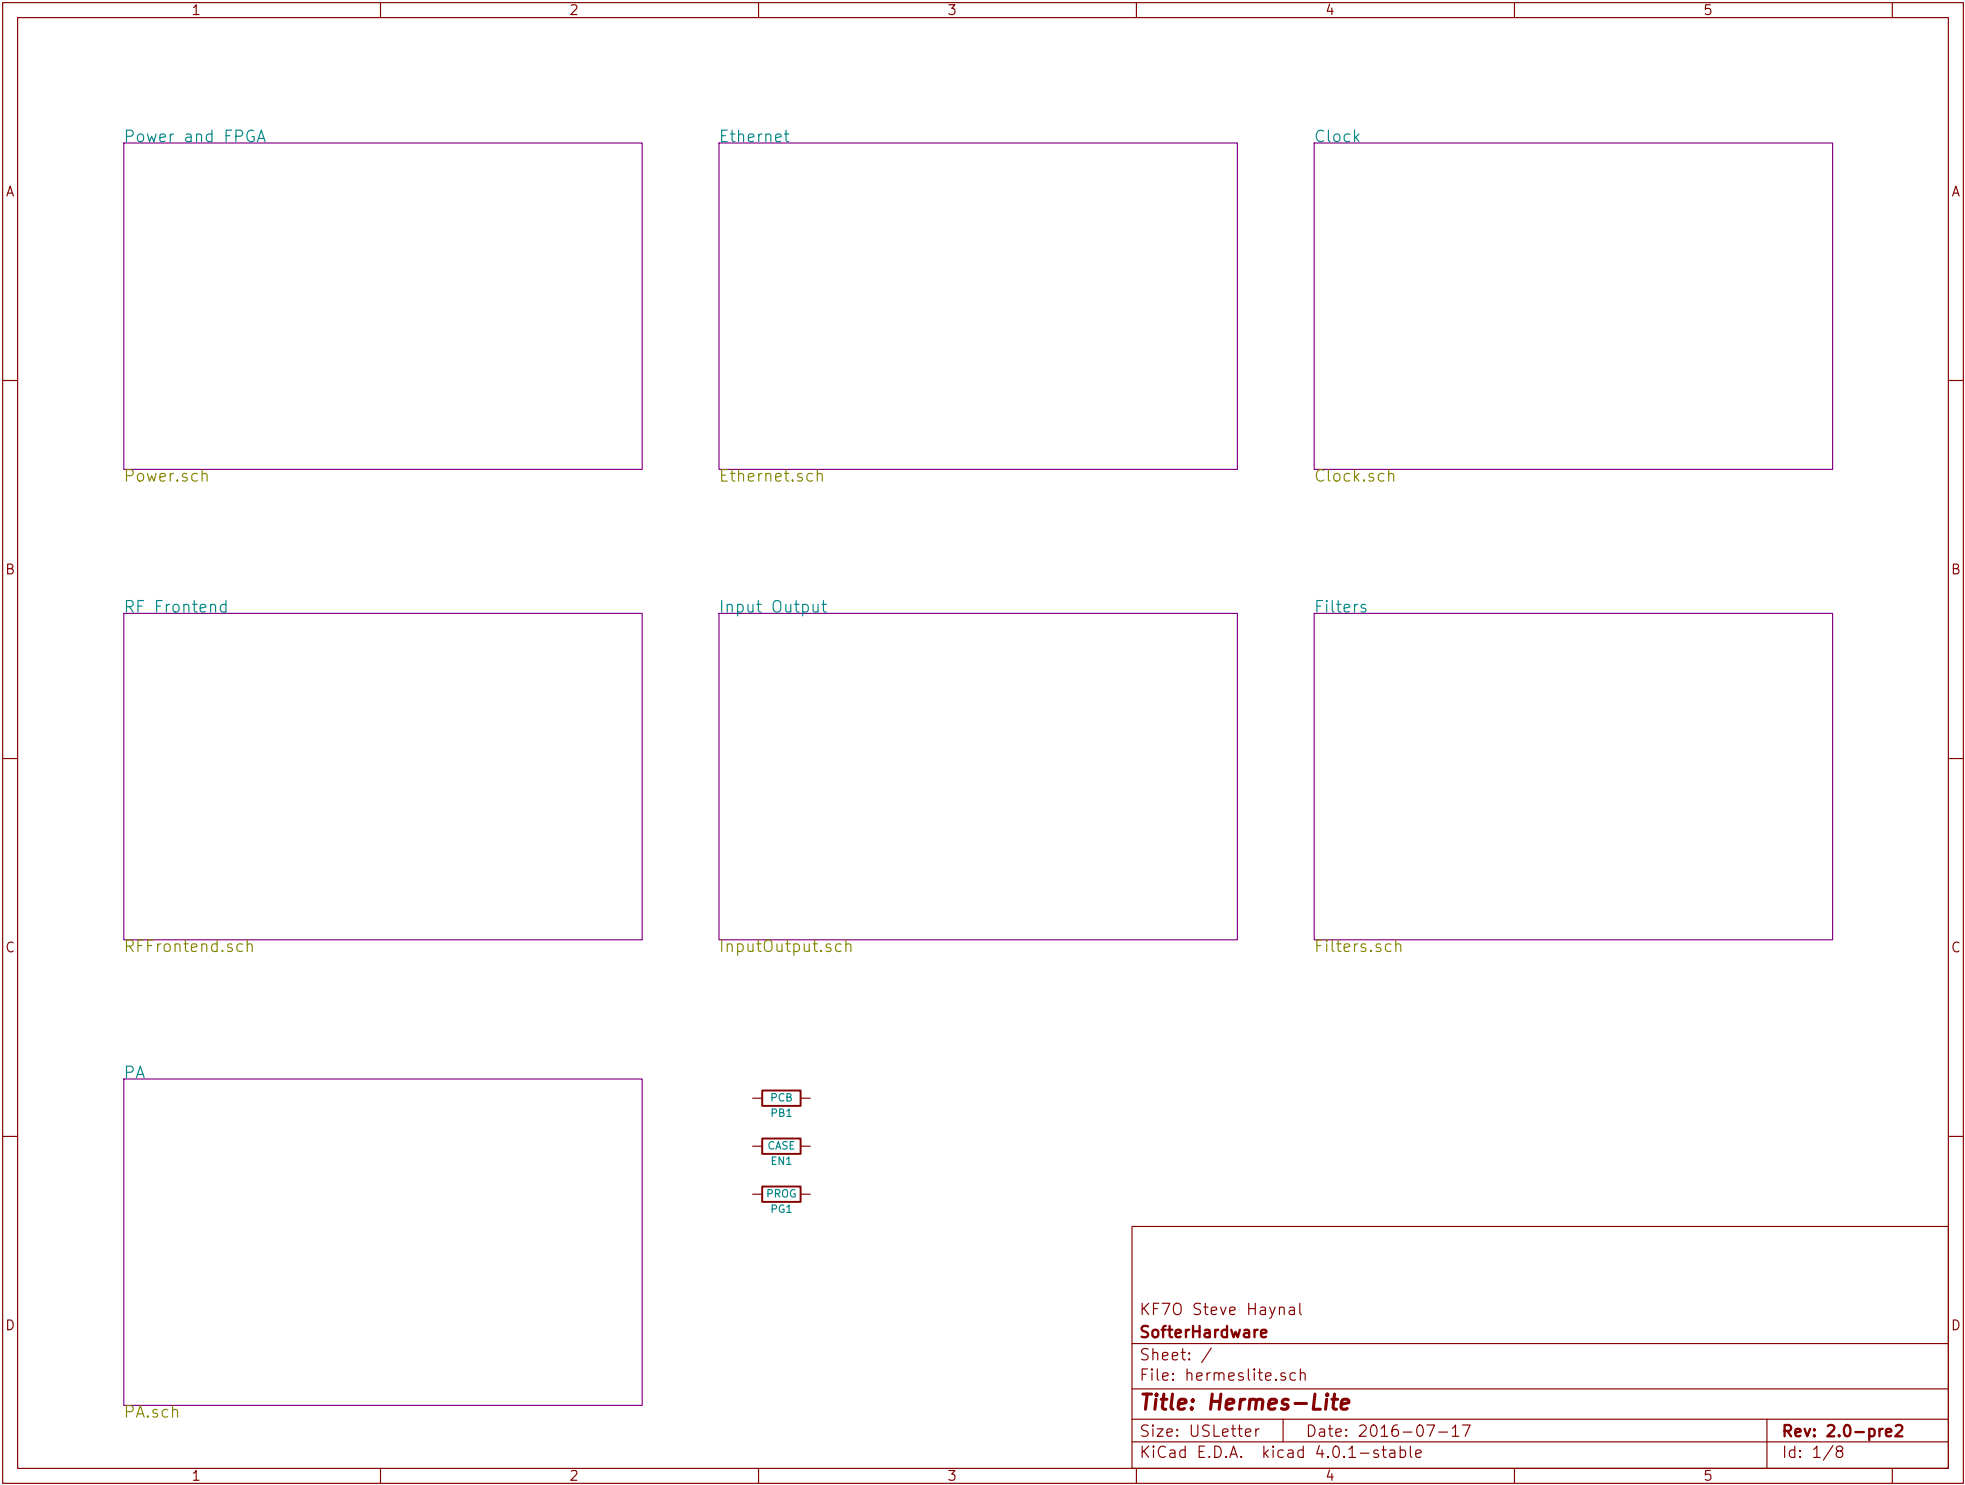 1 2 3 4 5
Power and FPGA
Ethernet
Clock
A A
Power.sch
Ethernet.sch
Clock.sch
B B
RF Frontend
Input Output
Filters
RFFrontend.sch
InputOutput.sch
Filters.sch
C C
PA
PCB
PB1
CASE
EN1
PROG
PG1
KF7O Steve Haynal
SofterHardware
D D
Sheet: /
File: hermeslite.sch
Title: Hermes-Lite
PA.sch
Size: USLetter Date: 2016-07-17 Rev: 2.0-pre2
KiCad E.D.A. kicad 4.0.1-stable Id: 1/8
1 2 3 4 5